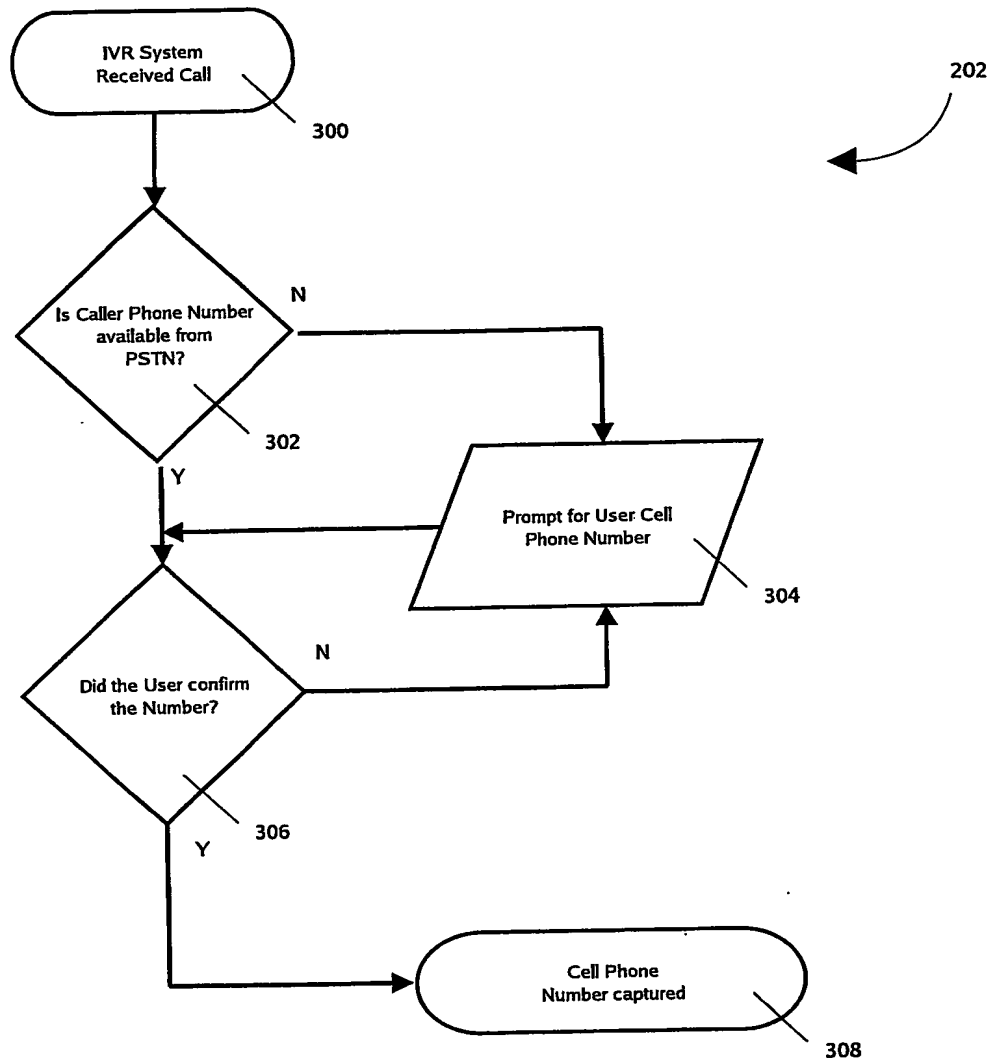 IVR System
Received Call
300
202
Is Caller Phone Number
available from
PSTN?
302
N
Y
Prompt for User Cell
Phone Number
304
Did the User confirm
the Number?
306
N
Y
Cell Phone
Number captured
308